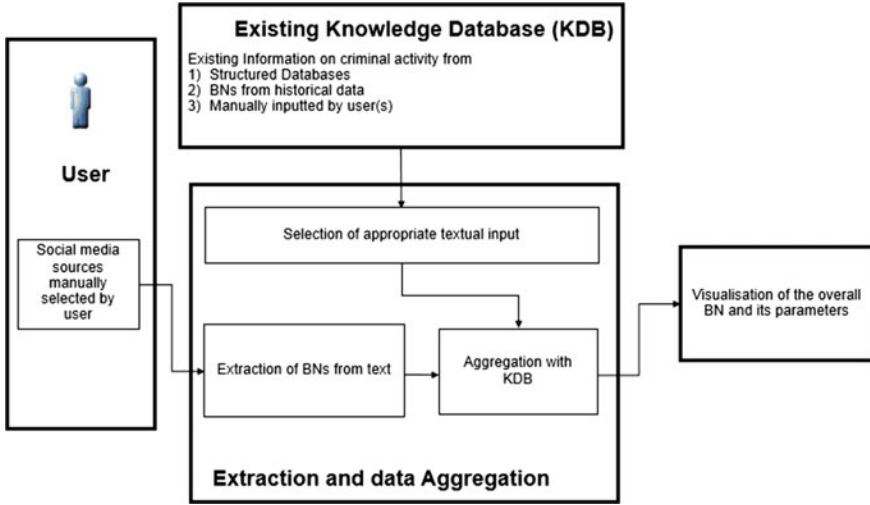 Existing Knowledge Database (KDB)
Existing Information on criminal activity from
1) Structured Databases
2) BNs from historical data
3) Manually inputted by user(s)
User
Social media
sources
manually
selected by
user
Selection of appropriate textual input
Extraction of BNs from text
Aggregation with
KDB
Visualisation of the overall
BN and its parameters
Extraction and data Aggregation